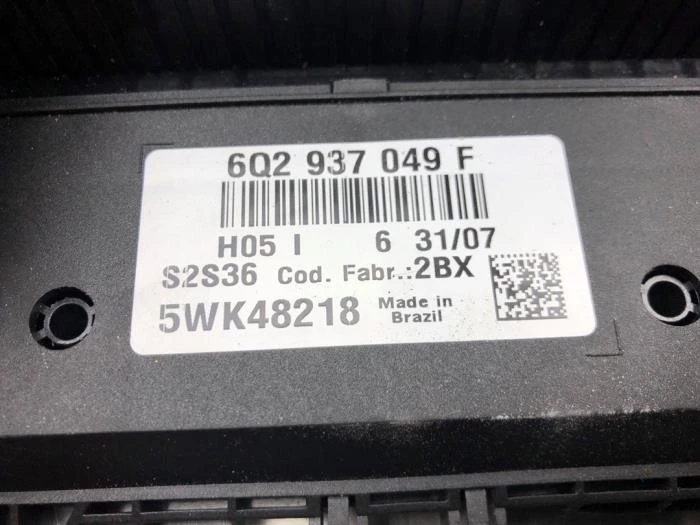 6Q2 937 049 F
H05 I 6 31/07
S2S36 Cod. Fabr.:2BX
5WK48218 Made in
Brazil